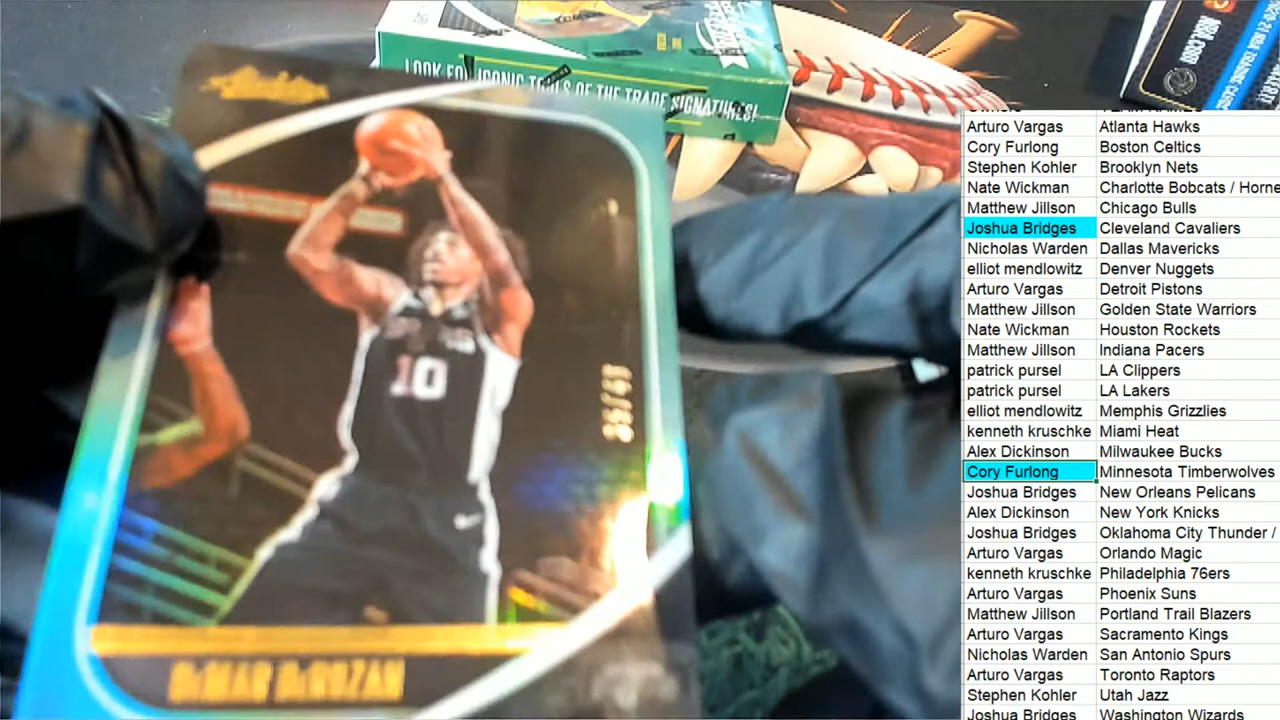 LOOK FOR ICONIC TRAILS OF THE TRADE SIGNATURES!
NBA CARD
10
DeMAR DeROZAN
Arturo Vargas Atlanta Hawks
Cory Furlong Boston Celtics
Stephen Kohler Brooklyn Nets
Nate Wickman Charlotte Bobcats / Horne
Matthew Jillson Chicago Bulls
Joshua Bridges Cleveland Cavaliers
Nicholas Warden Dallas Mavericks
elliot mendlowitz Denver Nuggets
Arturo Vargas Detroit Pistons
Matthew Jillson Golden State Warriors
Nate Wickman Houston Rockets
Matthew Jillson Indiana Pacers
patrick pursel LA Clippers
patrick pursel LA Lakers
elliot mendlowitz Memphis Grizzlies
kenneth kruschke Miami Heat
Alex Dickinson Milwaukee Bucks
Cory Furlong Minnesota Timberwolves
Joshua Bridges New Orleans Pelicans
Alex Dickinson New York Knicks
Joshua Bridges Oklahoma City Thunder /
Arturo Vargas Orlando Magic
kenneth kruschke Philadelphia 76ers
Arturo Vargas Phoenix Suns
Matthew Jillson Portland Trail Blazers
Arturo Vargas Sacramento Kings
Nicholas Warden San Antonio Spurs
Arturo Vargas Toronto Raptors
Stephen Kohler Utah Jazz
Joshua Bridges Washington Wizards